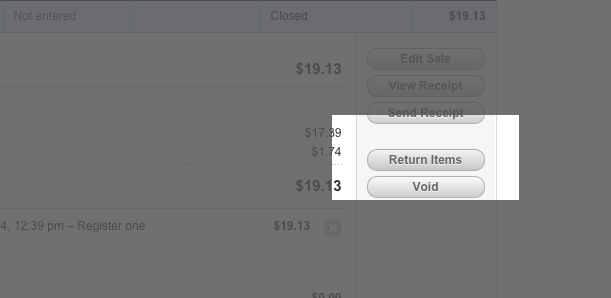 Not entered Closed $19.13
$19.13 Edit Sale
View Receipt
Send Receipt
$17.39
$1.74 Return Items
$19.13 Void
4, 12:39 pm – Register one $19.13
$0.00